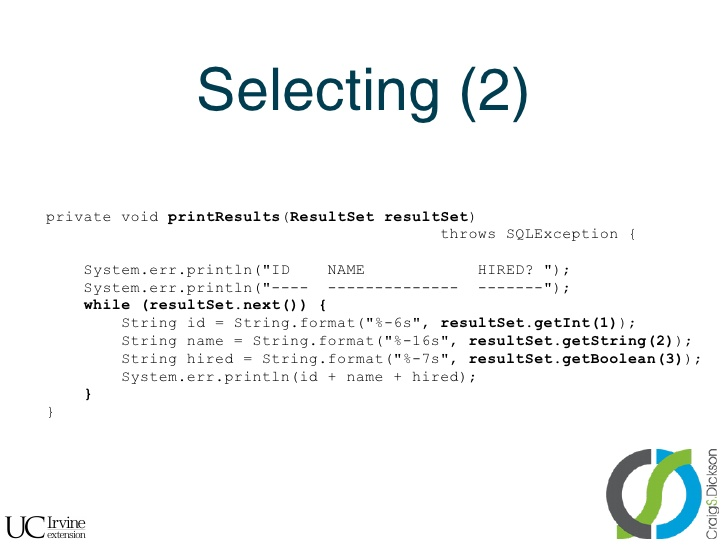 Selecting (2)
private void printResults(ResultSet resultSet)
throws SQLException {
System.err.println("ID    NAME            HIRED? ");
System.err.println("----  --------------  -------");
while (resultSet.next()) {
String id = String.format("%-6s", resultSet.getInt(1));
String name = String.format("%-16s", resultSet.getString(2));
String hired = String.format("%-7s", resultSet.getBoolean(3));
System.err.println(id + name + hired);
}
}
UC Irvine
extension
CraigS.Dickson